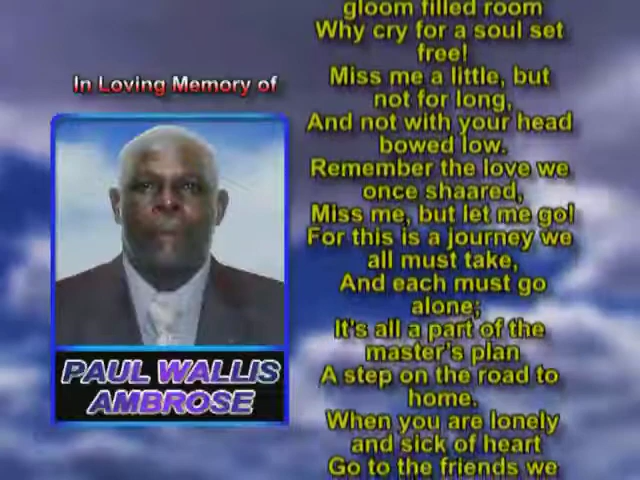 In Loving Memory of
PAUL WALLIS
AMBROSE
gloom filled room
Why cry for a soul set
free!
Miss me a little, but
not for long,
And not with your head
bowed low.
Remember the love we
once shaared,
Miss me, but let me go!
For this is a journey we
all must take,
And each must go
alone;
It's all a part of the
master's plan
A step on the road to
home.
When you are lonely
and sick of heart
Go to the friends we